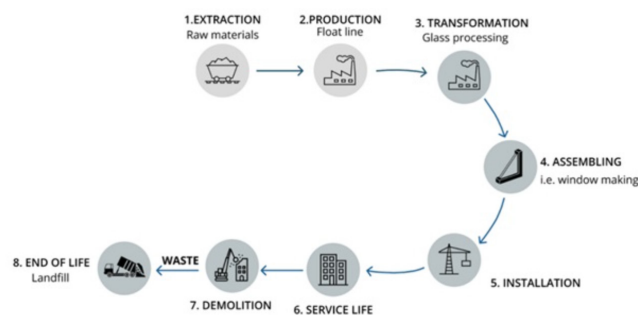 1.EXTRACTION
Raw materials
2.PRODUCTION
Float line
3. TRANSFORMATION
Glass processing
4. ASSEMBLING
i.e. window making
5. INSTALLATION
6. SERVICE LIFE
7. DEMOLITION
WASTE
8. END OF LIFE
Landfill